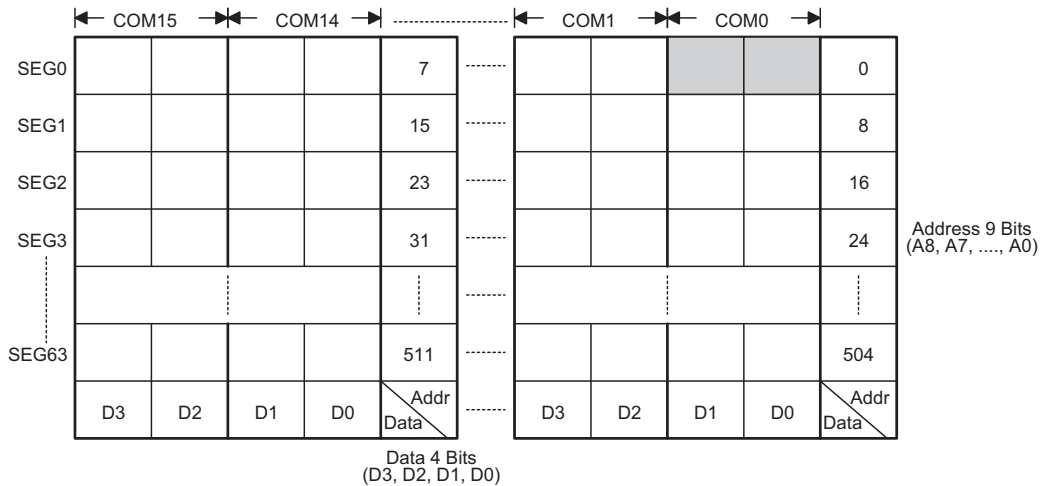 COM15 COM14 COM1 COM0
SEG0 7 0
SEG1 15 8
SEG2 23 16
SEG3 31 24
Address 9 Bits
(A8, A7, ...., A0)
SEG63 511 504
D3 D2 D1 D0 Addr Data D3 D2 D1 D0 Addr Data
Data 4 Bits
(D3, D2, D1, D0)